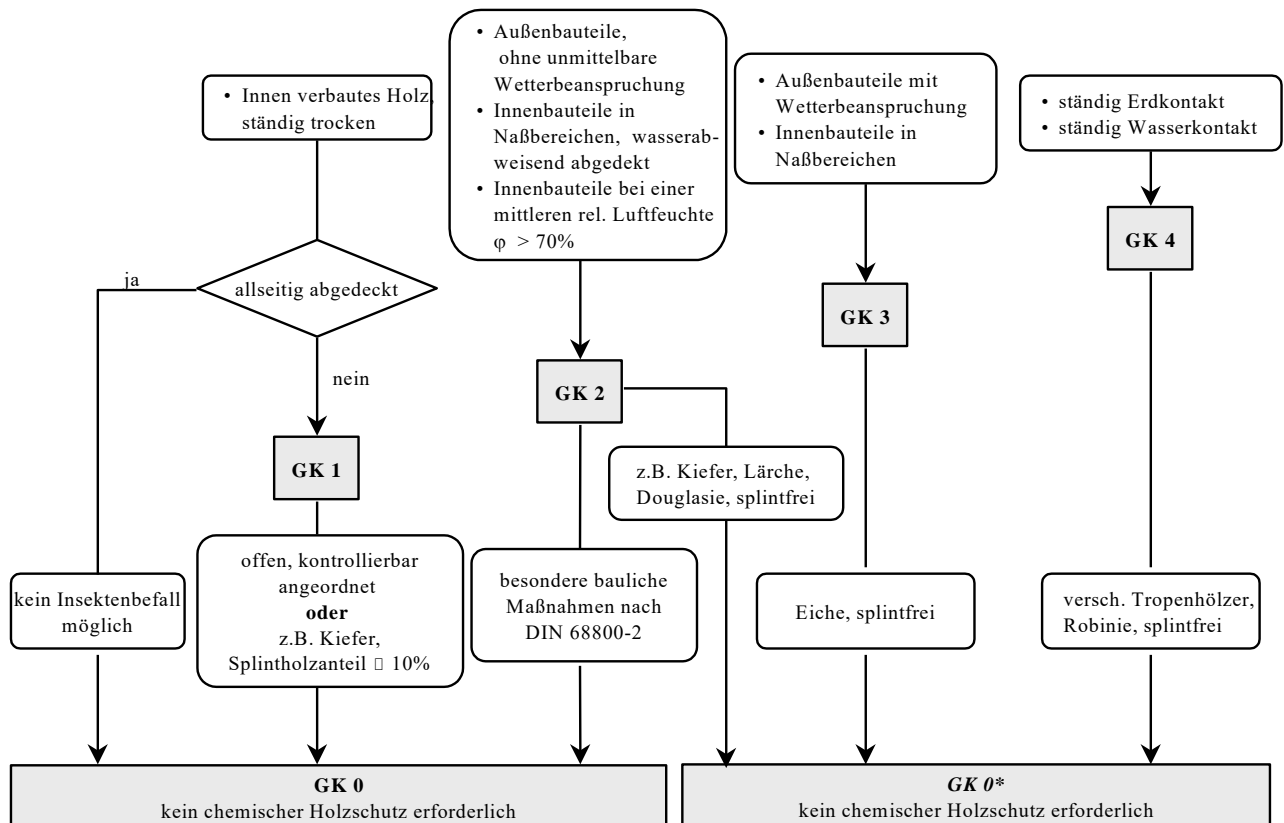 • Innen verbautes Holz,
ständig trocken
• Außenbauteile,
ohne unmittelbare
Wetterbeanspruchung
• Innenbauteile in
Naßbereichen, wasserab-
weisend abgedekt
• Innenbauteile bei einer
mittleren rel. Luftfeuchte
φ > 70%
• Außenbauteile mit
Wetterbeanspruchung
• Innenbauteile in
Naßbereichen
• ständig Erdkontakt
• ständig Wasserkontakt
ja
allseitig abgedeckt
nein
GK 1
GK 2
GK 3
GK 4
kein Insektenbefall
möglich
offen, kontrollierbar
angeordnet
oder
z.B. Kiefer,
Splintholzanteil □ 10%
besondere bauliche
Maßnahmen nach
DIN 68800-2
z.B. Kiefer, Lärche,
Douglasie, splintfrei
Eiche, splintfrei
versch. Tropenhölzer,
Robinie, splintfrei
GK 0
kein chemischer Holzschutz erforderlich
GK 0*
kein chemischer Holzschutz erforderlich